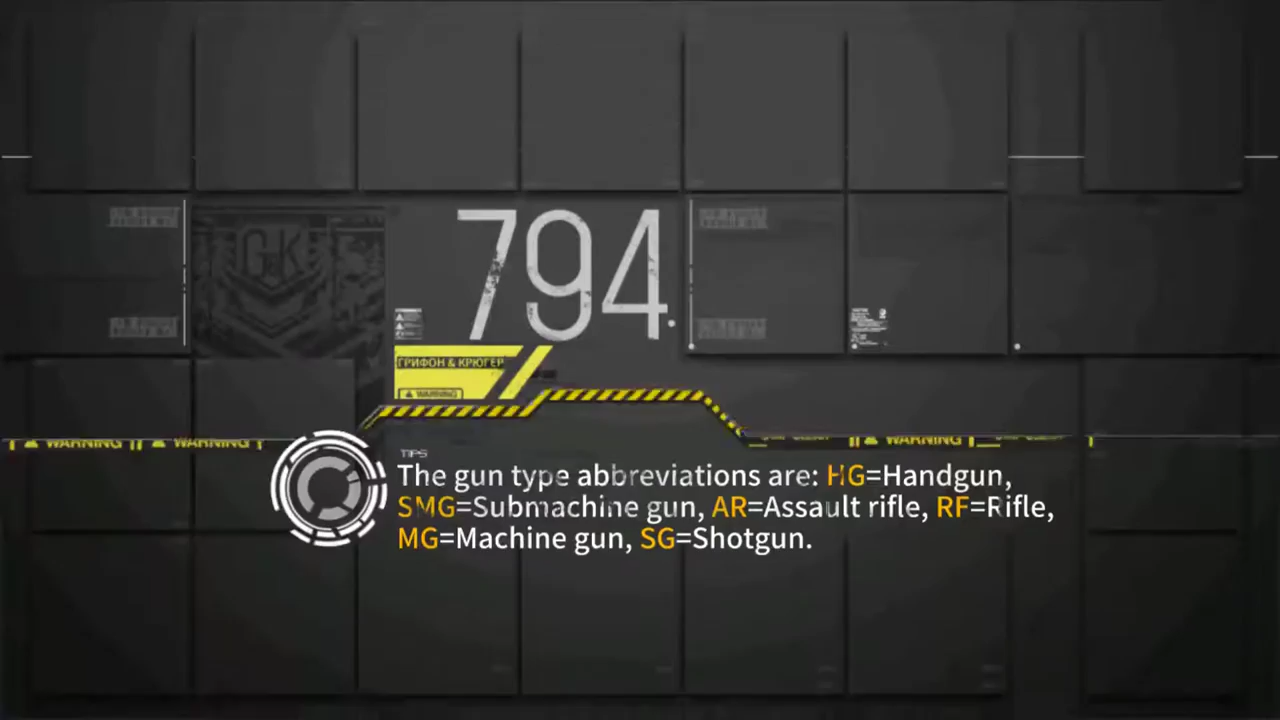 G&K
794.
ГРИФОН & КРЮГЕР
WARNING
WARNING
WARNING
WARNING
TIPS
The gun type abbreviations are: HG=Handgun,
SMG=Submachine gun, AR=Assault rifle, RF=Rifle,
MG=Machine gun, SG=Shotgun.